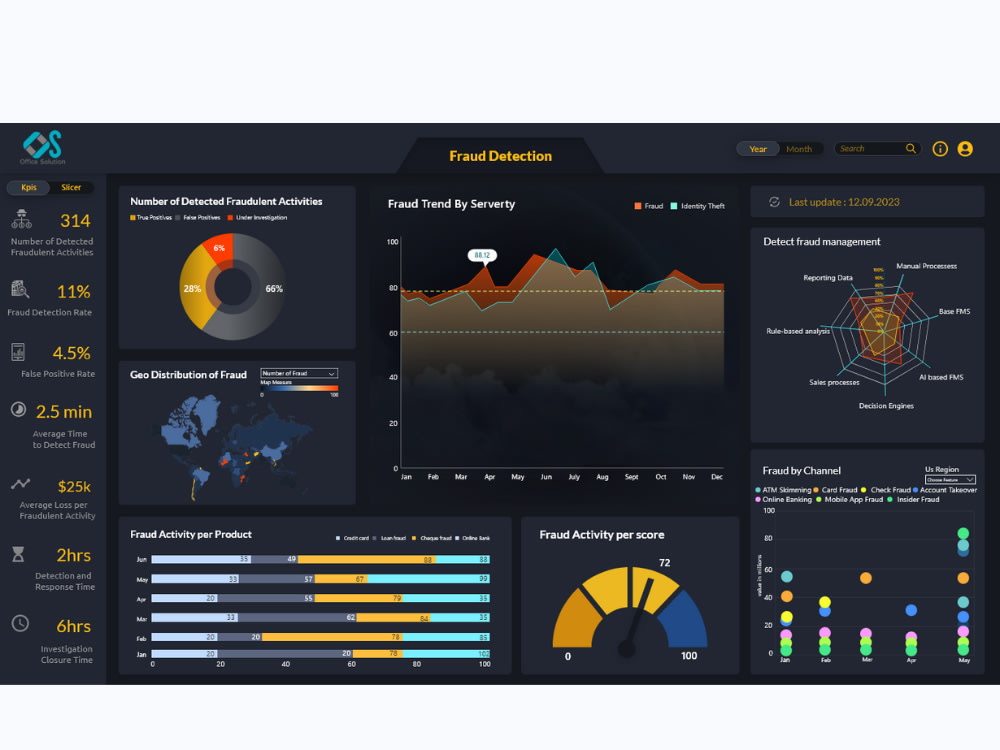 Office Solution
Fraud Detection
Year Month
Search
Kpis Slicer
314
Number of Detected
Fraudulent Activities
11%
Fraud Detection Rate
4.5%
False Positive Rate
2.5 min
Average Time
to Detect Fraud
$25k
Average Loss per
Fraudulent Activity
2hrs
Detection and
Response Time
6hrs
Investigation
Closure Time
Number of Detected Fraudulent Activities
True Positives False Positives Under Investigation
6%
28%
66%
Geo Distribution of Fraud
Number of Fraud
Map Measure
0 100
Fraud Trend By Serverty
Fraud Identity Theft
100
88.12
80
60
40
20
0
Jan Feb Mar Apr May Jun July Aug Sept Oct Nov Dec
Last update : 12.09.2023
Detect fraud management
Manual Processess
Reporting Data
Base FMS
Rule-based analysis
AI based FMS
Sales processes
Decision Engines
100%
Fraud Activity per Product
Credit card Loan fraud Cheque fraud Online Bank
Jun 35 49 88 88
May 33 57 67 99
Apr 20 55 79 35
Mar 33 62 84 35
Feb 20 20 78 85
Jan 20 20 78 102
0 20 40 60 80 100
Fraud Activity per score
72
0 100
Fraud by Channel
Us Region
Choose Feature
ATM Skimming Card Fraud Check Fraud Account Takeover
Online Banking Mobile App Fraud Insider Fraud
value in millions
100
80
60
40
20
0
Jan Feb Mar Apr May